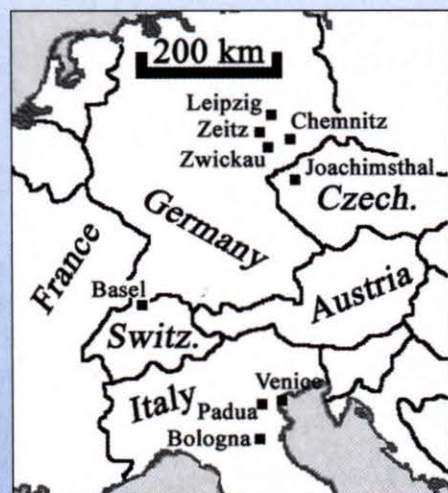 200 km
Leipzig
Zeitz
Chemnitz
Zwickau
Joachimsthal
Czech.
Germany
France
Basel
Austria
Switz.
Italy
Venice
Padua
Bologna